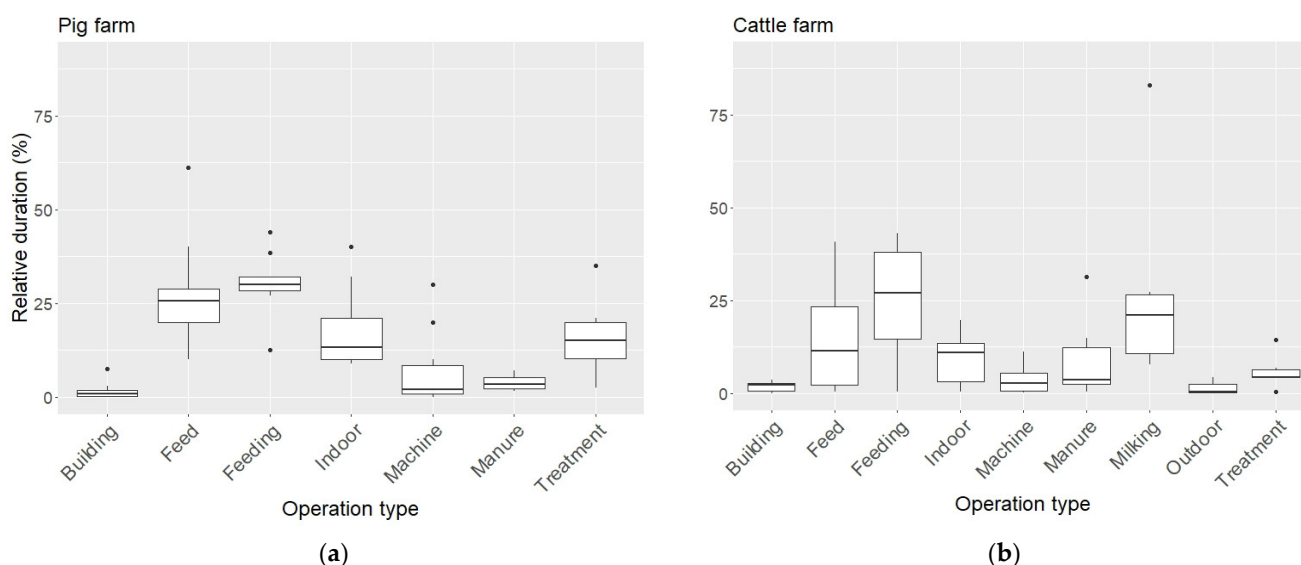 Pig farm
Relative duration (%)
75
50
25
0
Building
Feed
Feeding
Indoor
Machine
Manure
Treatment
Operation type
(a)
Cattle farm
75
50
25
0
Building
Feed
Feeding
Indoor
Machine
Manure
Milking
Outdoor
Treatment
Operation type
(b)